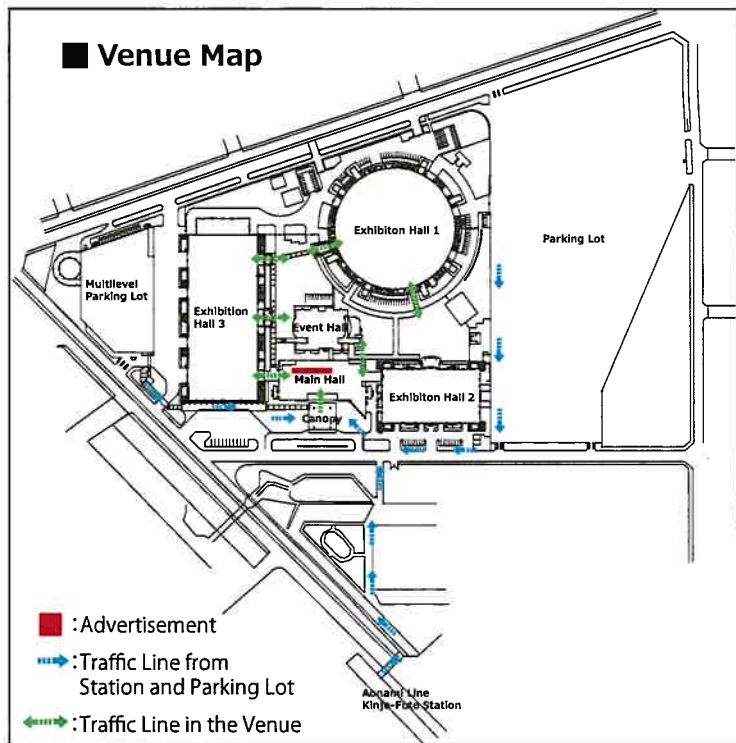 Venue Map
Exhibiton Hall 1
Parking Lot
Multilevel
Parking Lot
Exhibition
Hall 3
Event Hall
Main Hall
Exhibiton Hall 2
Canopy
:Advertisement
:Traffic Line from
Station and Parking Lot
:Traffic Line in the Venue
Aonami Line
Kinjo-Futo Station